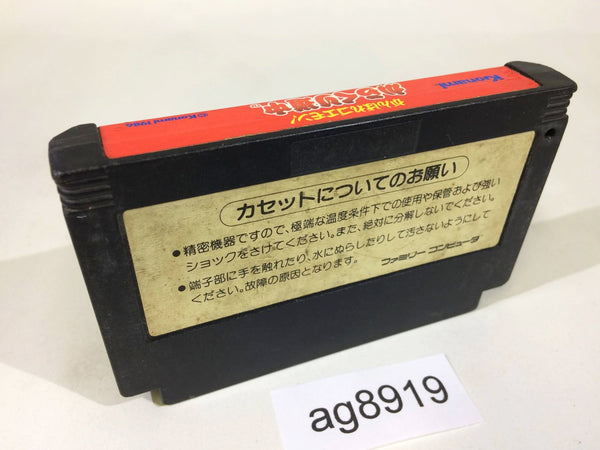 Konami
がんばれゴエモン!
からくり道中
©Konami 1986
カセットについてのお願い
●精密機器ですので、極端な温度条件下での使用や保管および強い
ショックをさけてください。また、絶対に分解しないでください。
●端子部に手を触れたり、水にぬらしたりして汚さないようにして
ください。故障の原因となります。
ファミリーコンピュータ
ag8919